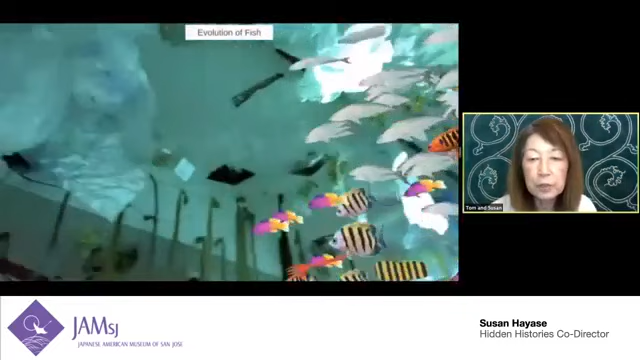 Evolution of Fish
Tom and Susan
JAMsj
JAPANESE AMERICAN MUSEUM OF SAN JOSE
Susan Hayase
Hidden Histories Co-Director